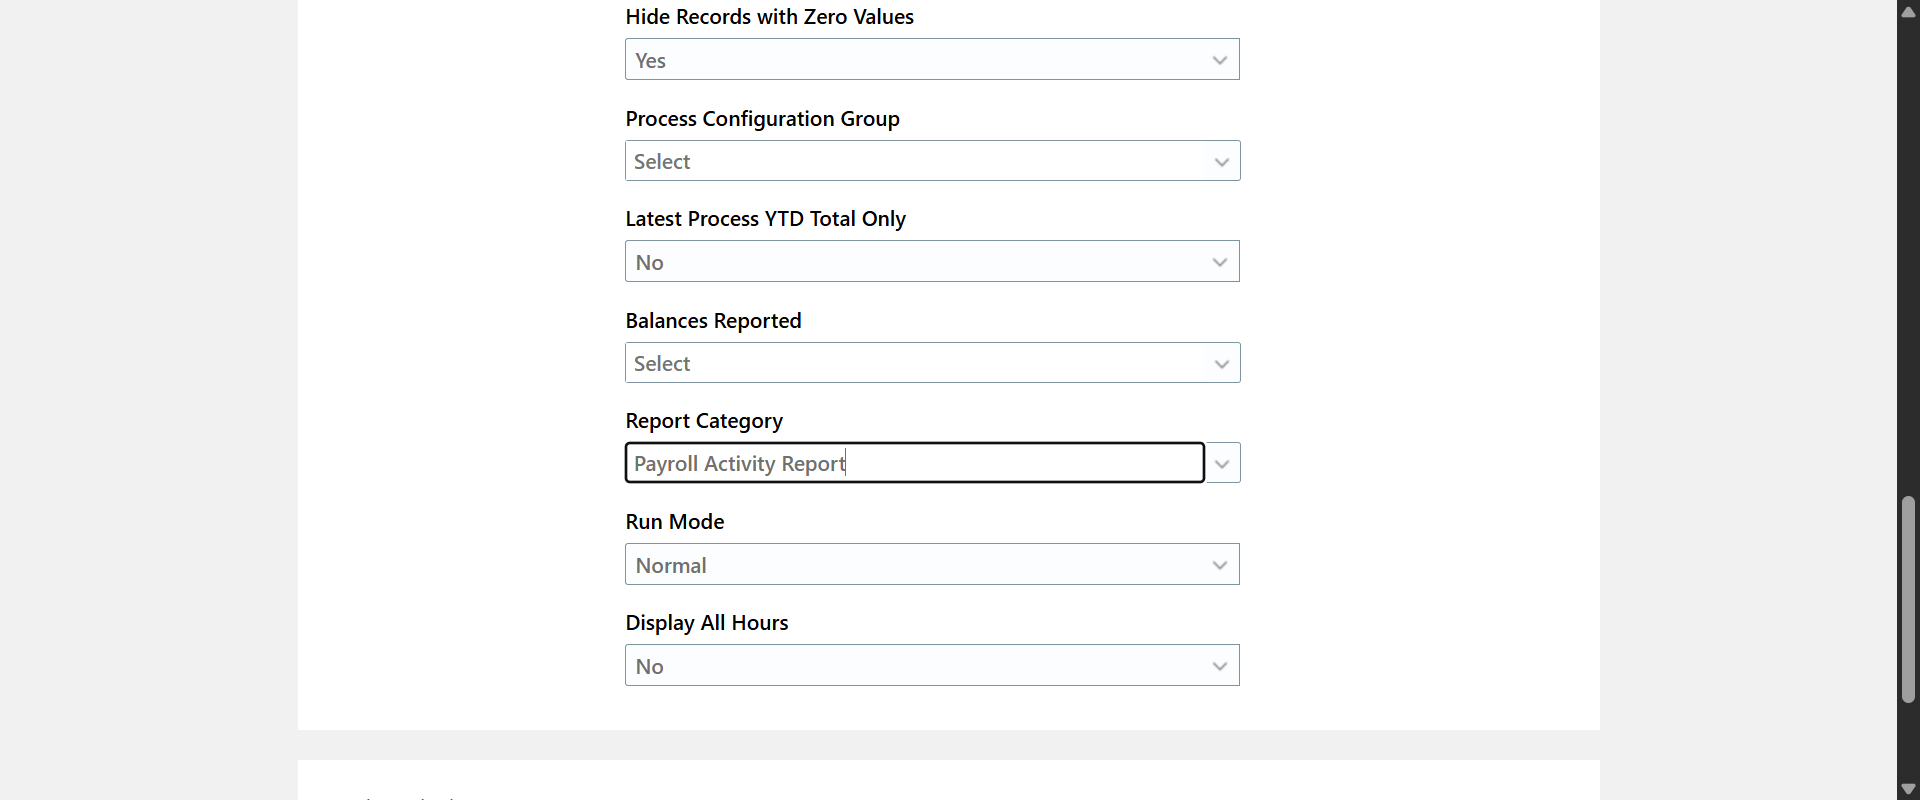 Hide Records with Zero Values
Yes
Process Configuration Group
Select
Latest Process YTD Total Only
No
Balances Reported
Select
Report Category
Payroll Activity Report
Run Mode
Normal
Display All Hours
No